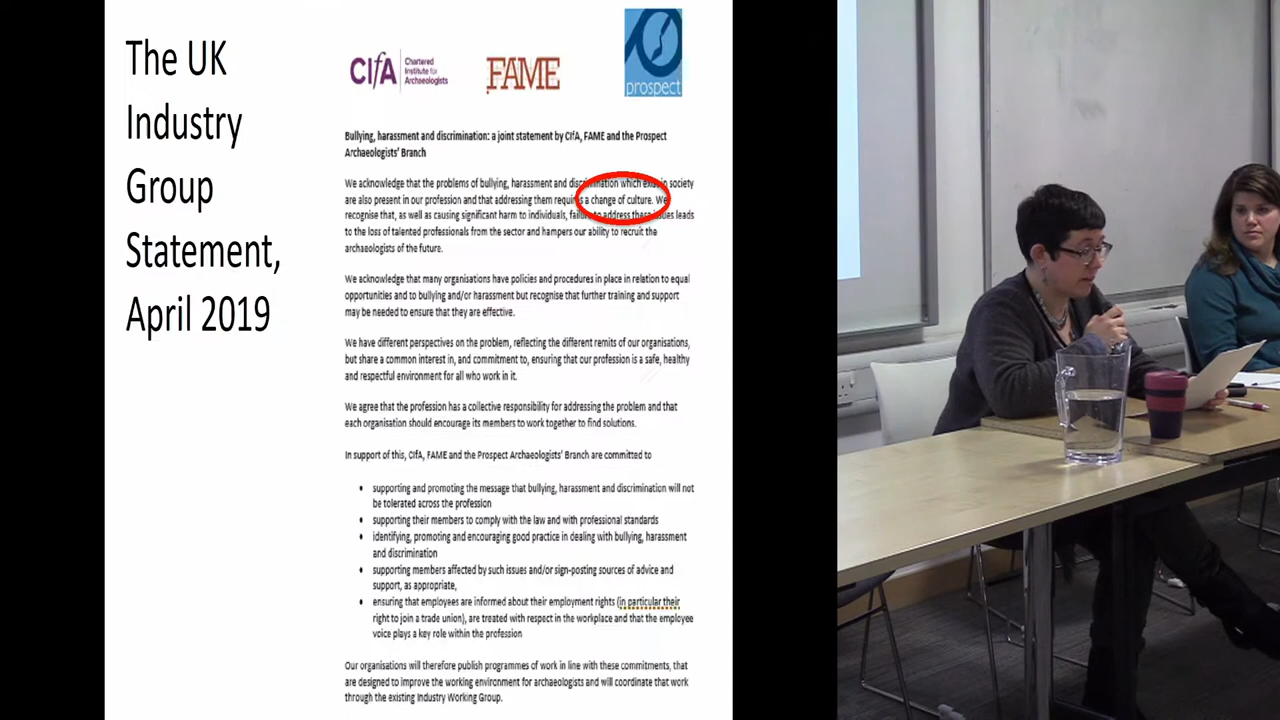 The UK
Industry
Group
Statement,
April 2019
CIfA
Chartered
Institute for
Archaeologists
FAME
prospect
Bullying, harassment and discrimination: a joint statement by CIfA, FAME and the Prospect
Archaeologists' Branch
We acknowledge that the problems of bullying, harassment and discrimination which exist in society
are also present in our profession and that addressing them requires a change of culture. We
recognise that, as well as causing significant harm to individuals, failure to address these issues leads
to the loss of talented professionals from the sector and hampers our ability to recruit the
archaeologists of the future.
We acknowledge that many organisations have policies and procedures in place in relation to equal
opportunities and to bullying and/or harassment but recognise that further training and support
may be needed to ensure that they are effective.
We have different perspectives on the problem, reflecting the different remits of our organisations,
but share a common interest in, and commitment to, ensuring that our profession is a safe, healthy
and respectful environment for all who work in it.
We agree that the profession has a collective responsibility for addressing the problem and that
each organisation should encourage its members to work together to find solutions.
In support of this, CIfA, FAME and the Prospect Archaeologists' Branch are committed to
• supporting and promoting the message that bullying, harassment and discrimination will not
be tolerated across the profession
• supporting their members to comply with the law and with professional standards
• identifying, promoting and encouraging good practice in dealing with bullying, harassment
and discrimination
• supporting members affected by such issues and/or sign-posting sources of advice and
support, as appropriate,
• ensuring that employees are informed about their employment rights (in particular their
right to join a trade union), are treated with respect in the workplace and that the employee
voice plays a key role within the profession
Our organisations will therefore publish programmes of work in line with these commitments, that
are designed to improve the working environment for archaeologists and will coordinate that work
through the existing Industry Working Group.